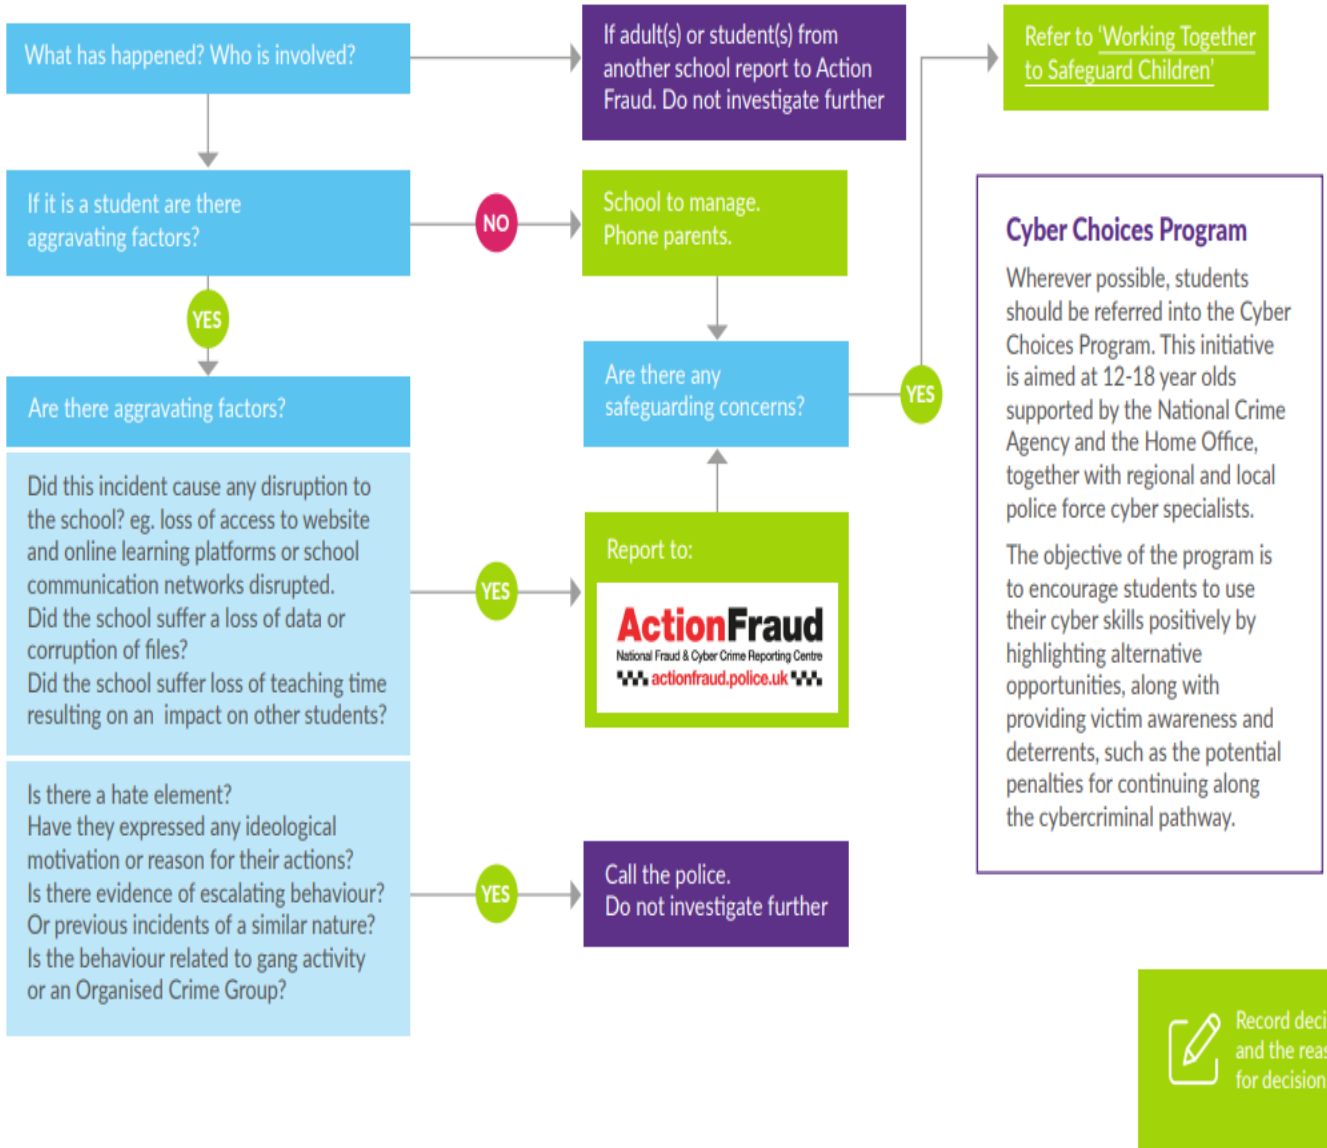 What has happened? Who is involved?
If adult(s) or student(s) from
another school report to Action
Fraud. Do not investigate further
Refer to ‘Working Together
to Safeguard Children’
If it is a student are there
aggravating factors?
NO
School to manage.
Phone parents.
YES
Are there any
safeguarding concerns?
YES
Are there aggravating factors?
Did this incident cause any disruption to
the school? eg. loss of access to website
and online learning platforms or school
communication networks disrupted.
Did the school suffer a loss of data or
corruption of files?
Did the school suffer loss of teaching time
resulting on an impact on other students?
YES
Report to:
ActionFraud
National Fraud & Cyber Crime Reporting Centre
actionfraud.police.uk
Is there a hate element?
Have they expressed any ideological
motivation or reason for their actions?
Is there evidence of escalating behaviour?
Or previous incidents of a similar nature?
Is the behaviour related to gang activity
or an Organised Crime Group?
YES
Call the police.
Do not investigate further
Cyber Choices Program
Wherever possible, students
should be referred into the Cyber
Choices Program. This initiative
is aimed at 12-18 year olds
supported by the National Crime
Agency and the Home Office,
together with regional and local
police force cyber specialists.
The objective of the program is
to encourage students to use
their cyber skills positively by
highlighting alternative
opportunities, along with
providing victim awareness and
deterrents, such as the potential
penalties for continuing along
the cybercriminal pathway.
Record
and the
for decision